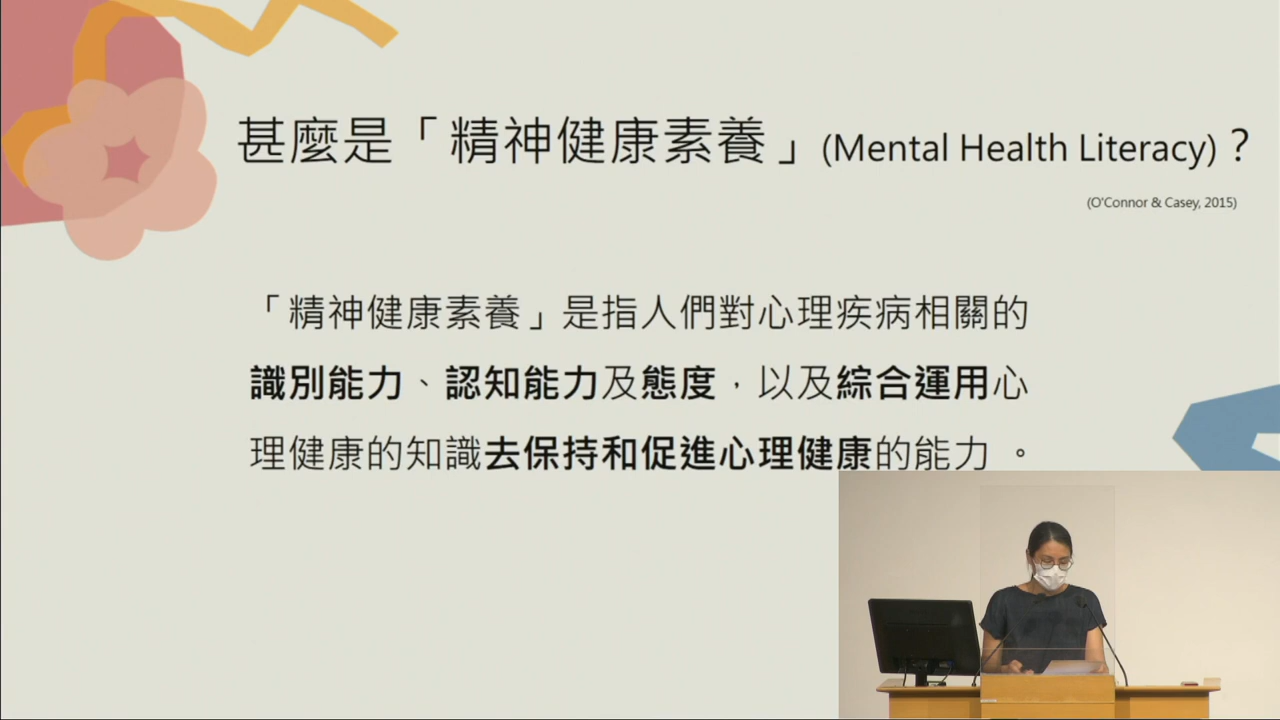 甚麼是「精神健康素養」(Mental Health Literacy)？
(O'Connor & Casey, 2015)
「精神健康素養」是指人們對心理疾病相關的
識別能力、認知能力及態度，以及綜合運用心
理健康的知識去保持和促進心理健康的能力 。